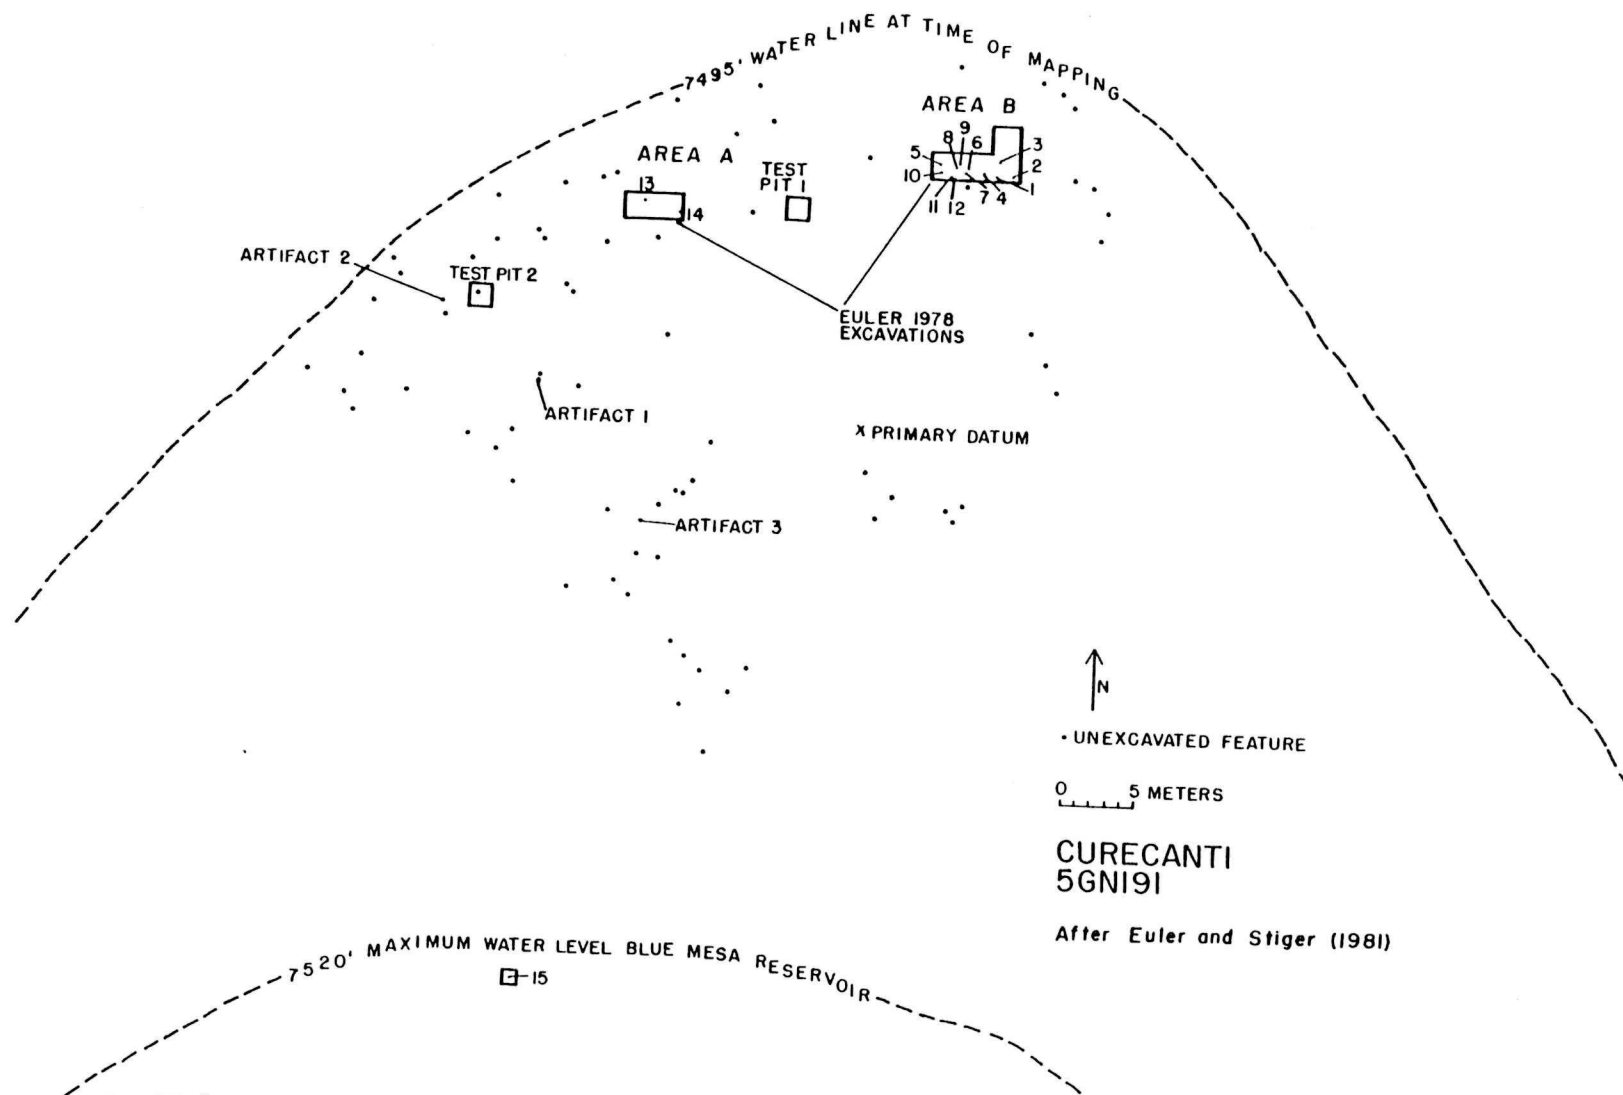 7495' WATER LINE AT TIME OF MAPPING
AREA B
9
8
6
5
3
10
2
11
12
7
4
1
AREA A
TEST
PIT 1
13
14
ARTIFACT 2
TEST PIT 2
EULER 1978
EXCAVATIONS
ARTIFACT 1
X PRIMARY DATUM
ARTIFACT 3
N
UNEXCAVATED FEATURE
0 5 METERS
CURECANTI
5GN191
After Euler and Stiger (1981)
7520' MAXIMUM WATER LEVEL BLUE MESA RESERVOIR
15